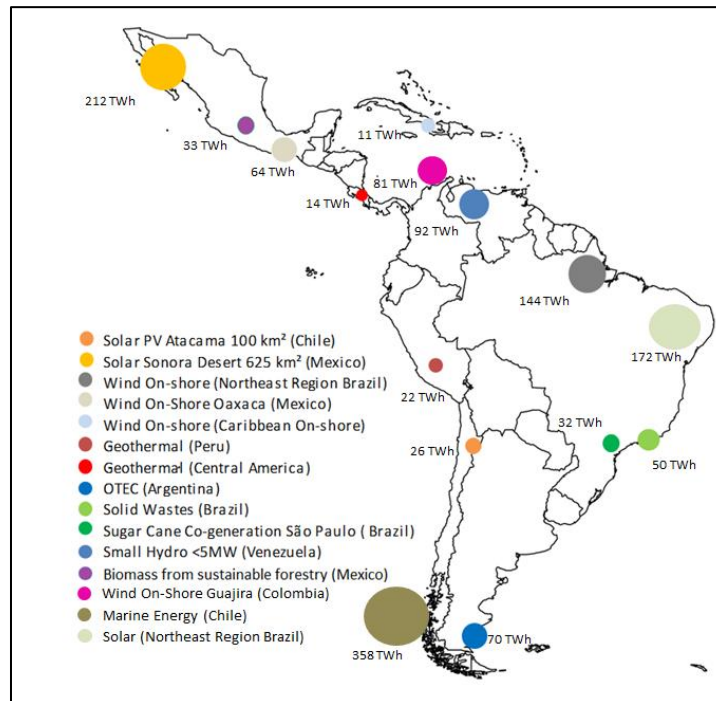 212 TWh
33 TWh
64 TWh
11 TWh
81 TWh
14 TWh
92 TWh
144 TWh
172 TWh
22 TWh
26 TWh
32 TWh
50 TWh
358 TWh
70 TWh
Solar PV Atacama 100 km² (Chile)
Solar Sonora Desert 625 km² (Mexico)
Wind On-shore (Northeast Region Brazil)
Wind On-Shore Oaxaca (Mexico)
Wind On-shore (Caribbean On-shore)
Geothermal (Peru)
Geothermal (Central America)
OTEC (Argentina)
Solid Wastes (Brazil)
Sugar Cane Co-generation São Paulo ( Brazil)
Small Hydro <5MW (Venezuela)
Biomass from sustainable forestry (Mexico)
Wind On-Shore Guajira (Colombia)
Marine Energy (Chile)
Solar (Northeast Region Brazil)